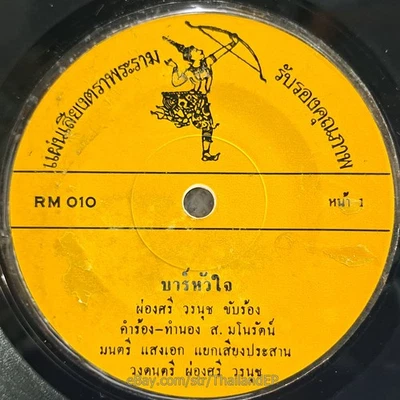 แผ่นเสียงตราพระราม รับรองคุณภาพ
RM 010 หน้า 1
บาร์หัวใจ
ผ่องศรี วรนุช ขับร้อง
คำร้อง-ทำนอง ส. มโนรัตน์
มนตรี แสงเอก แยกเสียงประสาน
วงดนตรี ผ่องศรี วรนุช
eBay.com/str/ThailandEP